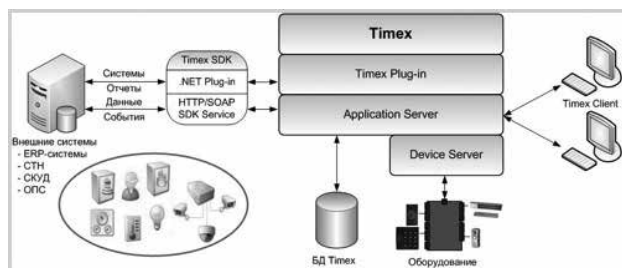 Timex
Timex SDK
Системы
.NET Plug-in
Timex Plug-in
Отчеты
Данные
HTTP/SOAP
SDK Service
Application Server
События
Timex Client
Внешние системы
- ERP-системы
- СТН
- СКУД
- ОПС
Device Server
БД Timex
Оборудование